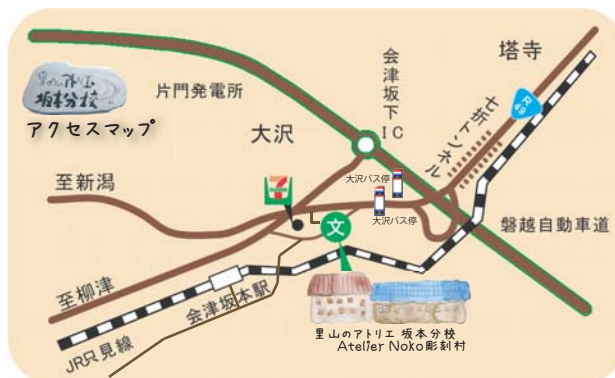 里山のアトリエ
坂本分校
アクセスマップ
片門発電所
会津坂下
IC
塔寺
R
49
七折トンネル
大沢
大沢バス停
大沢バス停
至新潟
磐越自動車道
文
至柳津
会津坂本駅
JR只見線
里山のアトリエ 坂本分校
Atelier Noko彫刻村